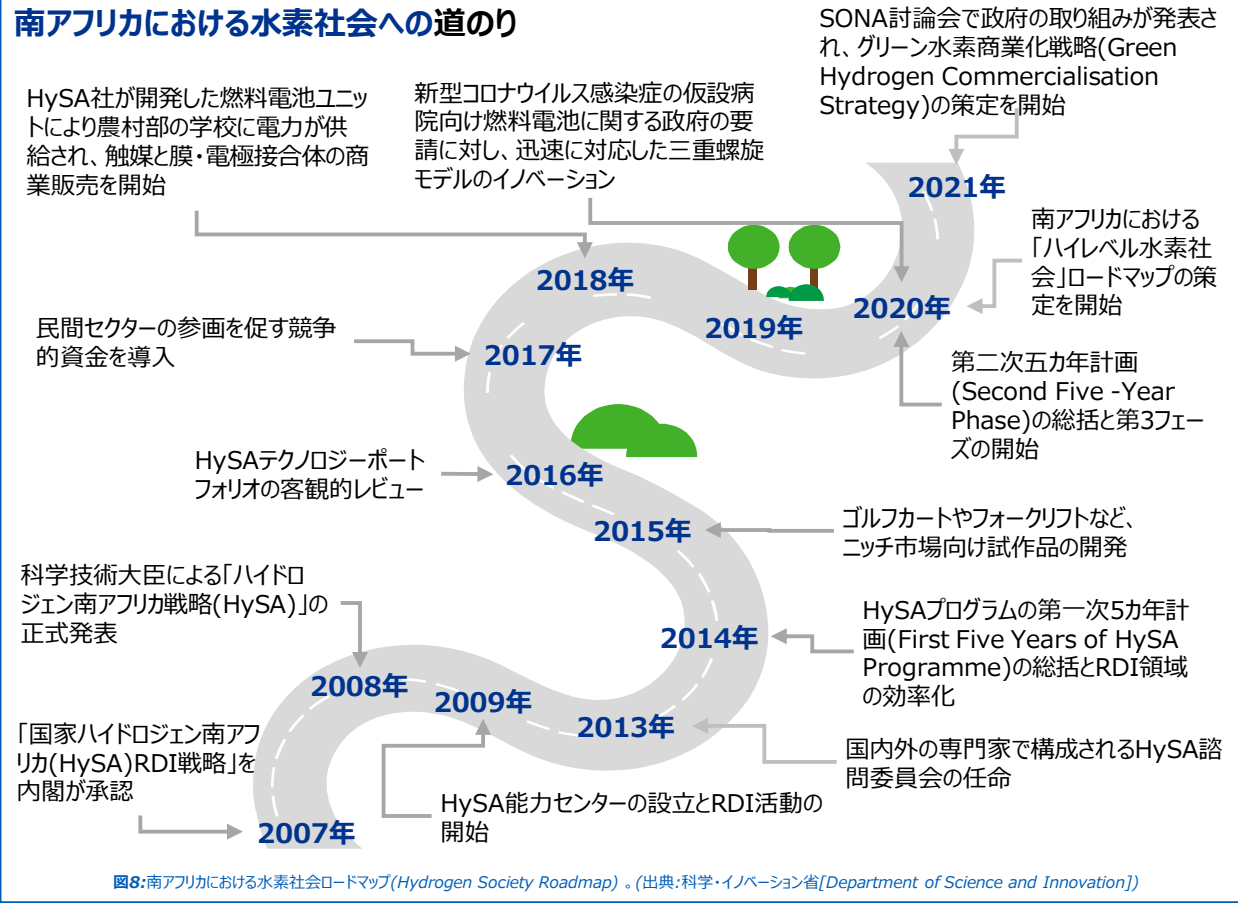 南アフリカにおける水素社会への道のり
SONA討論会で政府の取り組みが発表さ
れ、グリーン水素商業化戦略(Green
Hydrogen Commercialisation
Strategy)の策定を開始
HySA社が開発した燃料電池ユニッ
トにより農村部の学校に電力が供
給され、触媒と膜・電極接合体の商
業販売を開始
新型コロナウイルス感染症の仮設病
院向け燃料電池に関する政府の要
請に対し、迅速に対応した三重螺旋
モデルのイノベーション
2021年
南アフリカにおける
「ハイレベル水素社
会」ロードマップの策
定を開始
2018年
2020年
2019年
民間セクターの参画を促す競争
的資金を導入
2017年
第二次五カ年計画
(Second Five -Year
Phase)の総括と第3フェー
ズの開始
HySAテクノロジーポート
フォリオの客観的レビュー
2016年
2015年
ゴルフカートやフォークリフトなど、
ニッチ市場向け試作品の開発
科学技術大臣による「ハイドロ
ジェン南アフリカ戦略(HySA)」の
正式発表
2014年
HySAプログラムの第一次5カ年計
画(First Five Years of HySA
Programme)の総括とRDI領域
の効率化
2008年
2009年
2013年
「国家ハイドロジェン南アフ
リカ(HySA)RDI戦略」を
内閣が承認
国内外の専門家で構成されるHySA諮
問委員会の任命
HySA能力センターの設立とRDI活動の
開始
2007年
図8:南アフリカにおける水素社会ロードマップ(Hydrogen Society Roadmap) 。(出典:科学・イノベーション省[Department of Science and Innovation])